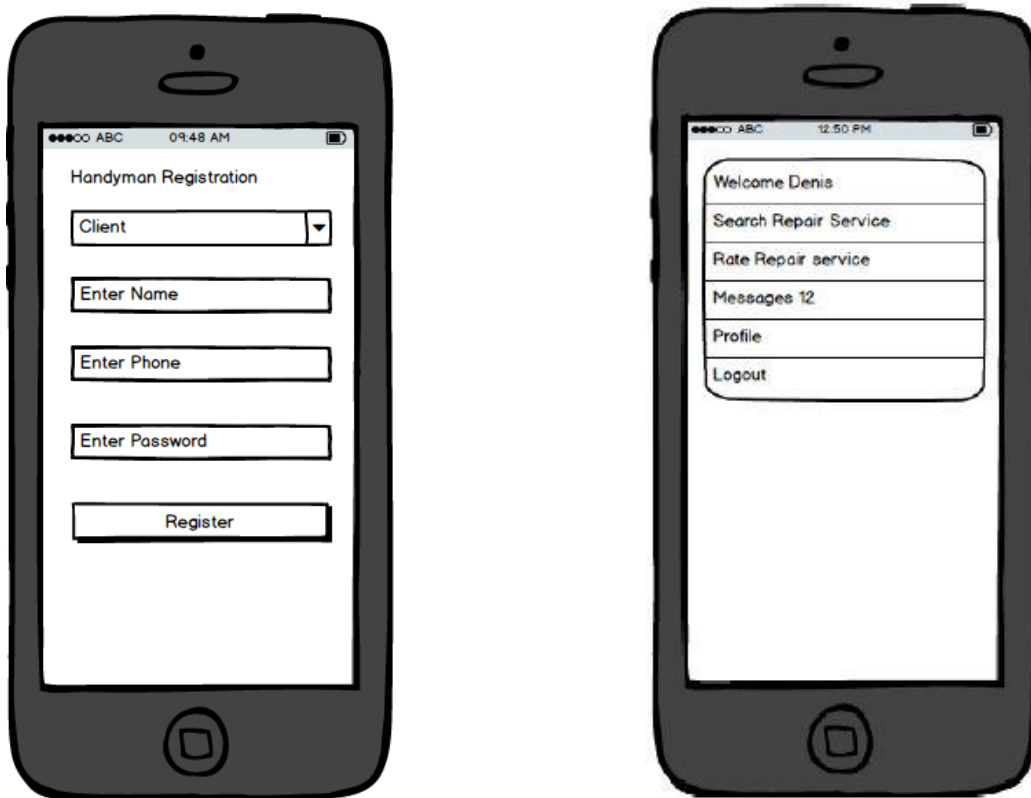 ABC 09:48 AM
Handyman Registration
Client
Enter Name
Enter Phone
Enter Password
Register
ABC 12:50 PM
Welcome Denis
Search Repair Service
Rate Repair service
Messages 12
Profile
Logout